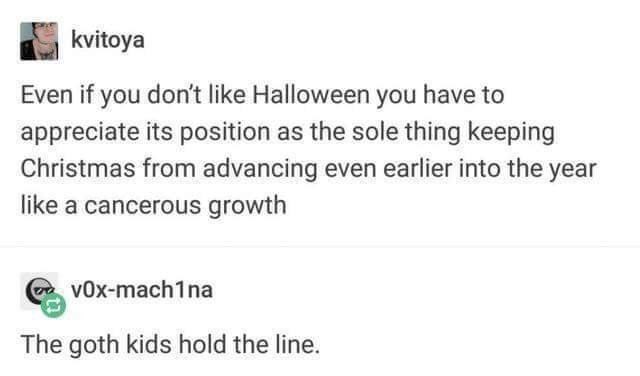 kvitoya
Even if you don't like Halloween you have to
appreciate its position as the sole thing keeping
Christmas from advancing even earlier into the year
like a cancerous growth
v0x-mach1na
The goth kids hold the line.